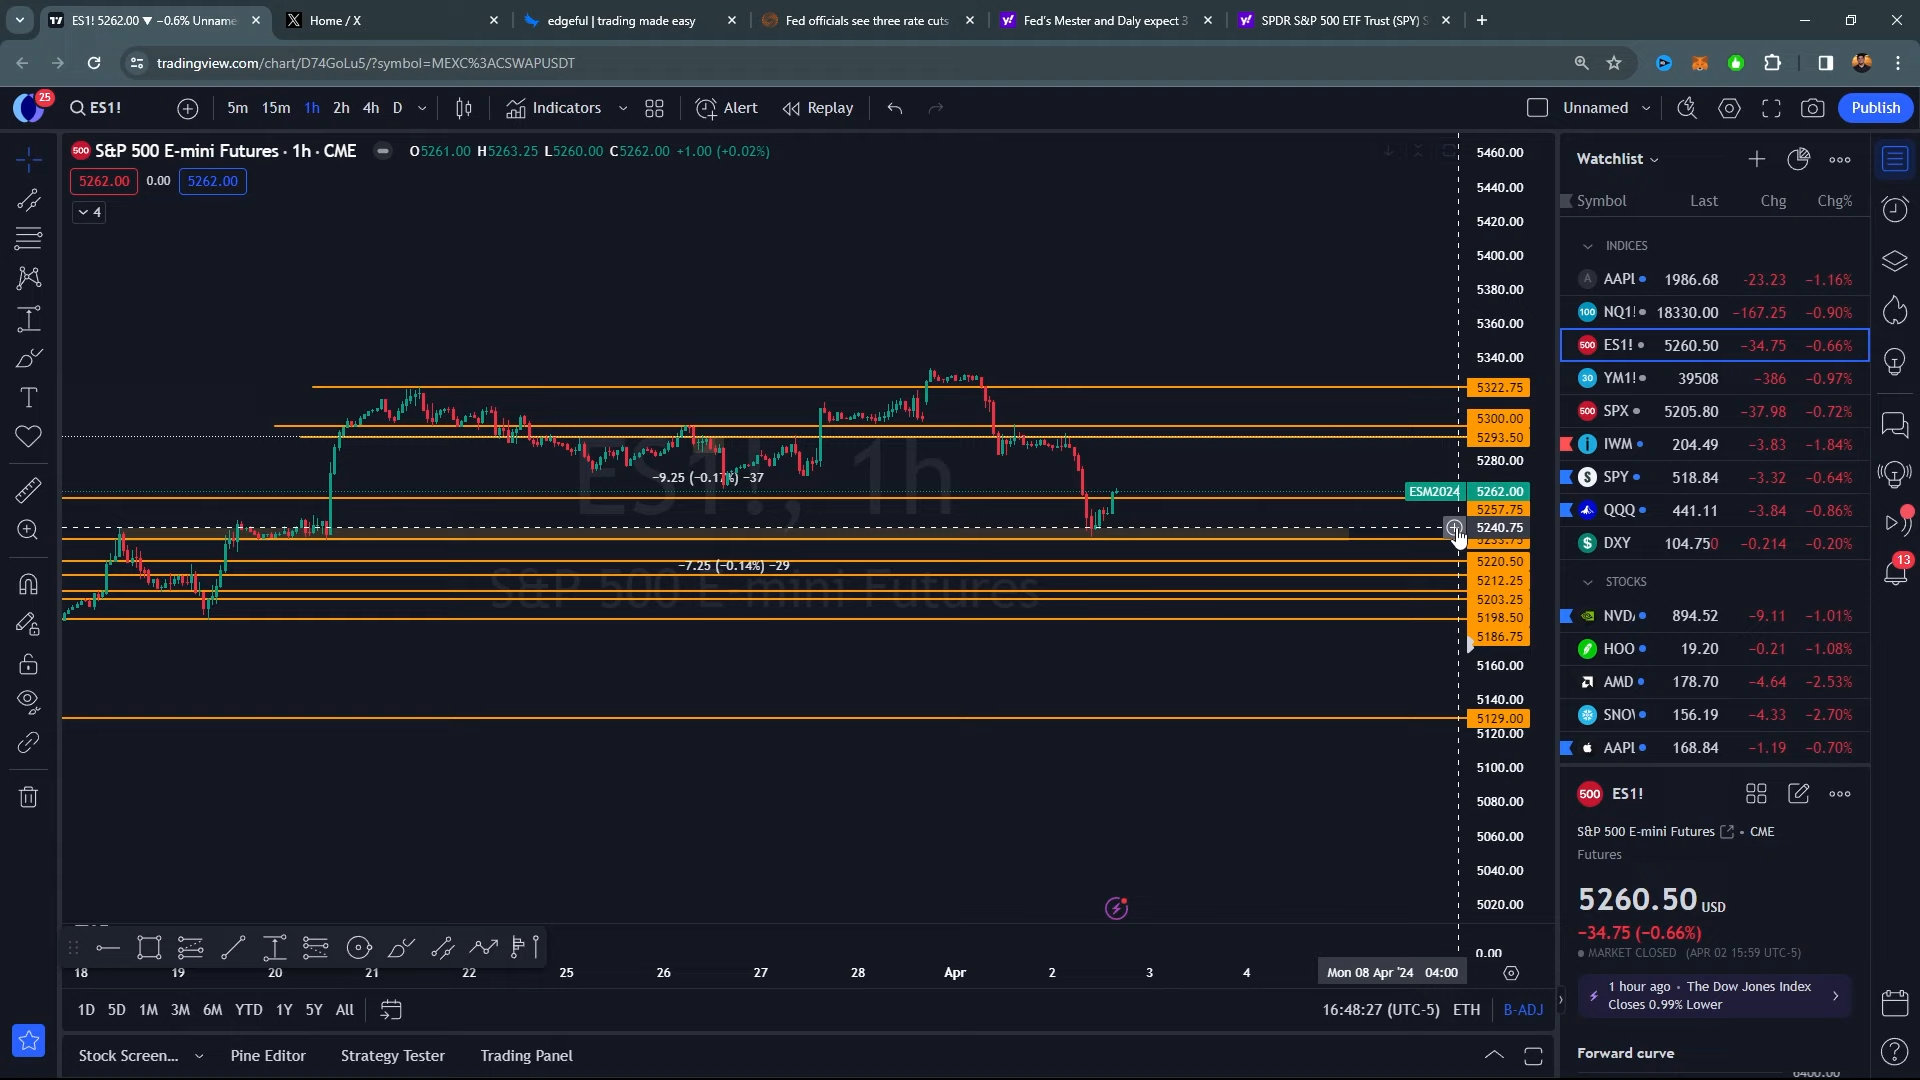 ES1! 5262.00 ▼ −0.6% Unname
Home / X
edgeful | trading made easy
Fed officials see three rate cuts
Fed's Mester and Daly expect 3
SPDR S&P 500 ETF Trust (SPY) S
tradingview.com/chart/D74GoLu5/?symbol=MEXC%3ACSWAPUSDT
25
ES1!
5m 15m 1h 2h 4h D
Indicators
Alert
Replay
Unnamed
Publish
500 S&P 500 E-mini Futures · 1h · CME
O5261.00 H5263.25 L5260.00 C5262.00 +1.00 (+0.02%)
5262.00 0.00 5262.00
4
5460.00
5440.00
5420.00
5400.00
5380.00
5360.00
5340.00
5322.75
5300.00
5293.50
5280.00
ESM2024 5262.00
5257.75
5240.75
5233.75
5220.50
5212.25
5203.25
5198.50
5186.75
5160.00
5140.00
5129.00
5120.00
5100.00
5080.00
5060.00
5040.00
5020.00
0.00
ES1!, 1h
S&P 500 E-mini Futures
−9.25 (−0.17%) −37
−7.25 (−0.14%) −29
18 19 20 21 22 25 26 27 28 Apr 2 3 4
Mon 08 Apr '24 04:00
1D 5D 1M 3M 6M YTD 1Y 5Y All
16:48:27 (UTC-5) ETH B-ADJ
Stock Screen...
Pine Editor
Strategy Tester
Trading Panel
Watchlist
Symbol Last Chg Chg%
INDICES
A AAPL 1986.68 -23.23 −1.16%
100 NQ1! 18330.00 −167.25 −0.90%
500 ES1! 5260.50 −34.75 −0.66%
30 YM1! 39508 −386 −0.97%
500 SPX 5205.80 −37.98 −0.72%
IWM 204.49 −3.83 −1.84%
S SPY 518.84 −3.32 −0.64%
QQQ 441.11 −3.84 −0.86%
$ DXY 104.750 −0.214 −0.20%
STOCKS
NVD 894.52 −9.11 −1.01%
HOO 19.20 −0.21 −1.08%
AMD 178.70 −4.64 −2.53%
SNO 156.19 −4.33 −2.70%
AAPL 168.84 −1.19 −0.70%
500 ES1!
S&P 500 E-mini Futures • CME
Futures
5260.50 USD
−34.75 (−0.66%)
MARKET CLOSED (APR 02 15:59 UTC-5)
1 hour ago • The Dow Jones Index
Closes 0.99% Lower
Forward curve
13